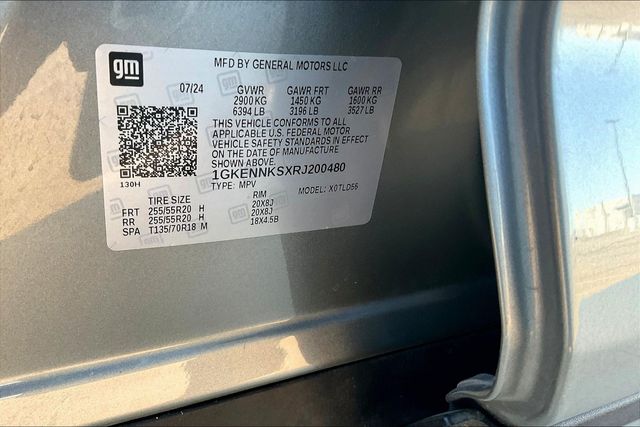 gm
MFD BY GENERAL MOTORS LLC
07/24 GVWR GAWR FRT GAWR RR
2900 KG 1450 KG 1600 KG
6394 LB 3196 LB 3527 LB
THIS VEHICLE CONFORMS TO ALL
APPLICABLE U.S. FEDERAL MOTOR
VEHICLE SAFETY STANDARDS IN EFFECT
ON THE DATE OF MANUFACTURE
SHOWN ABOVE.
1GKENNKSXRJ200480
130H TYPE: MPV MODEL: X0TLD56
TIRE SIZE RIM
FRT 255/55R20 H 20X8J
RR 255/55R20 H 20X8J
SPA T135/70R18 M 18X4.5B